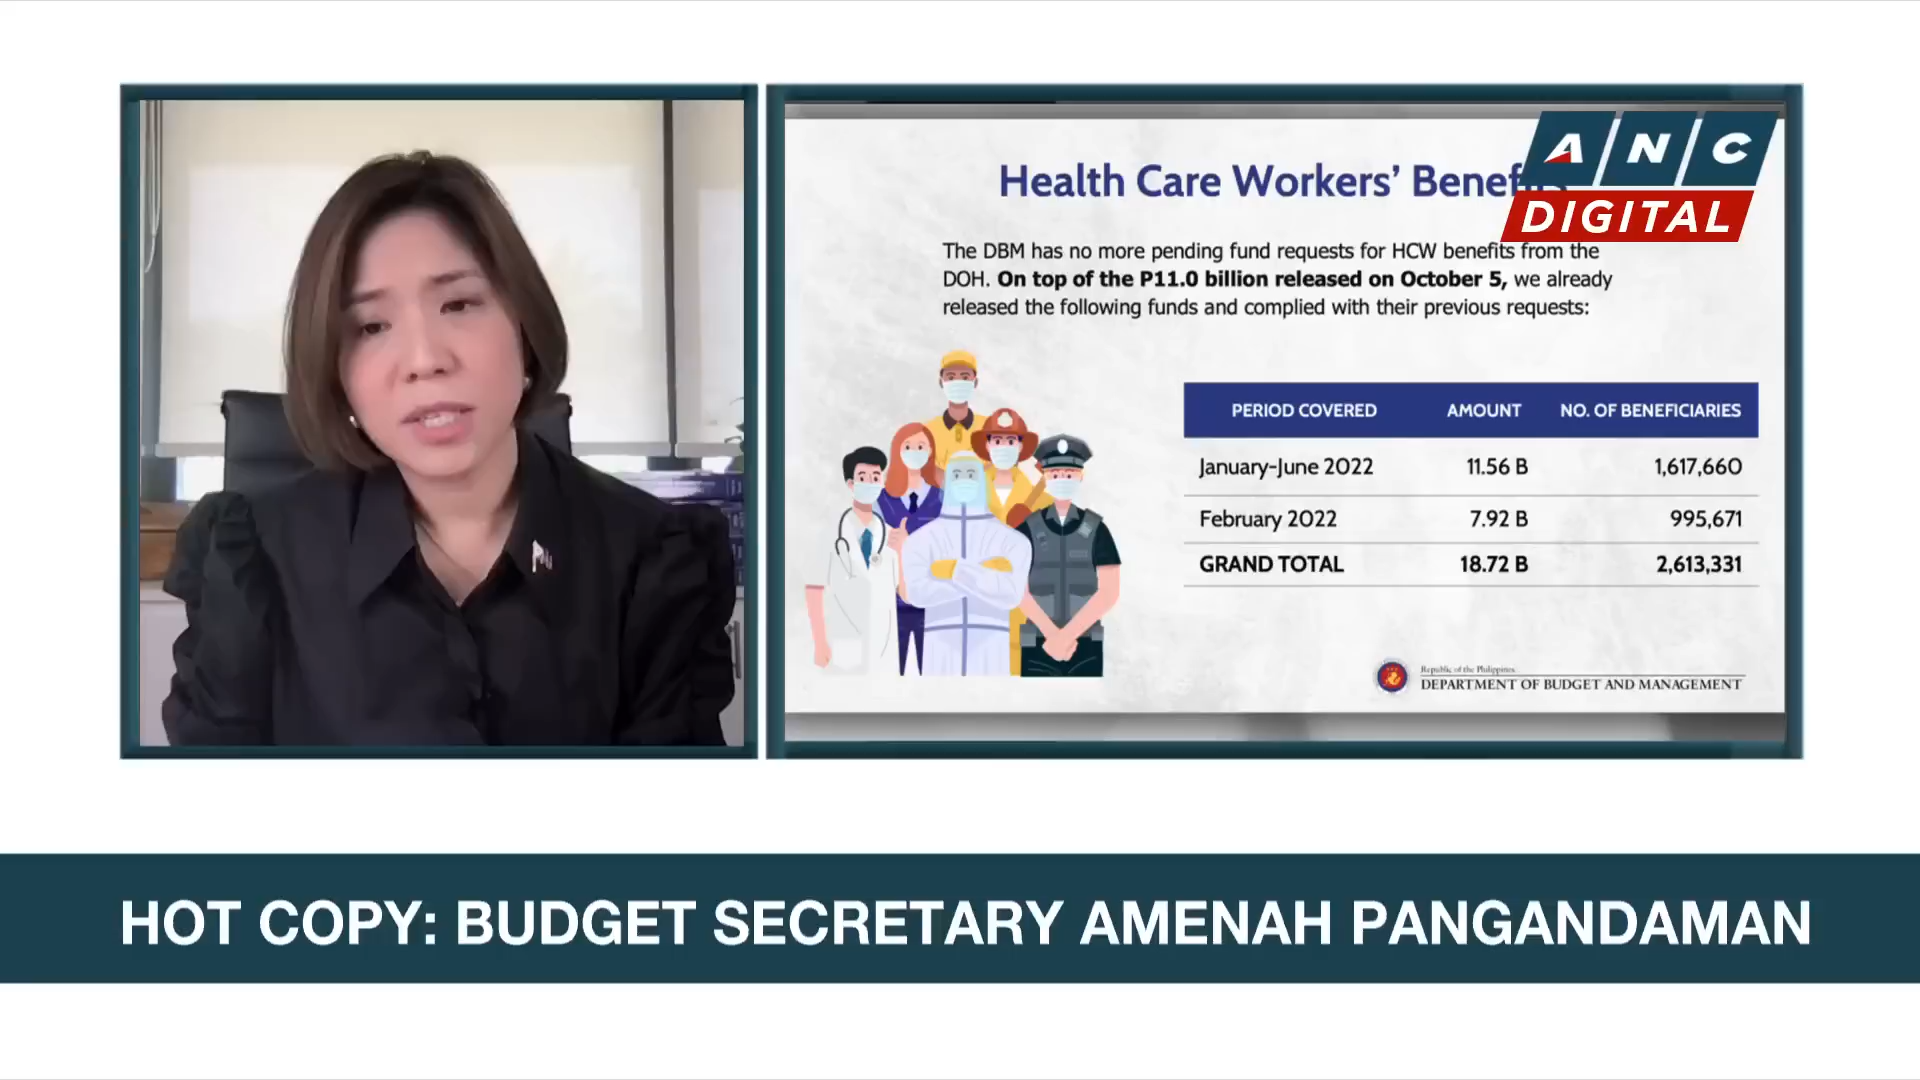 Health Care Workers' Benefits
ANC
DIGITAL
The DBM has no more pending fund requests for HCW benefits from the
DOH. On top of the P11.0 billion released on October 5, we already
released the following funds and complied with their previous requests:
PERIOD COVERED AMOUNT NO. OF BENEFICIARIES
January-June 2022 11.56 B 1,617,660
February 2022 7.92 B 995,671
GRAND TOTAL 18.72 B 2,613,331
Republic of the Philippines
DEPARTMENT OF BUDGET AND MANAGEMENT
HOT COPY: BUDGET SECRETARY AMENAH PANGANDAMAN